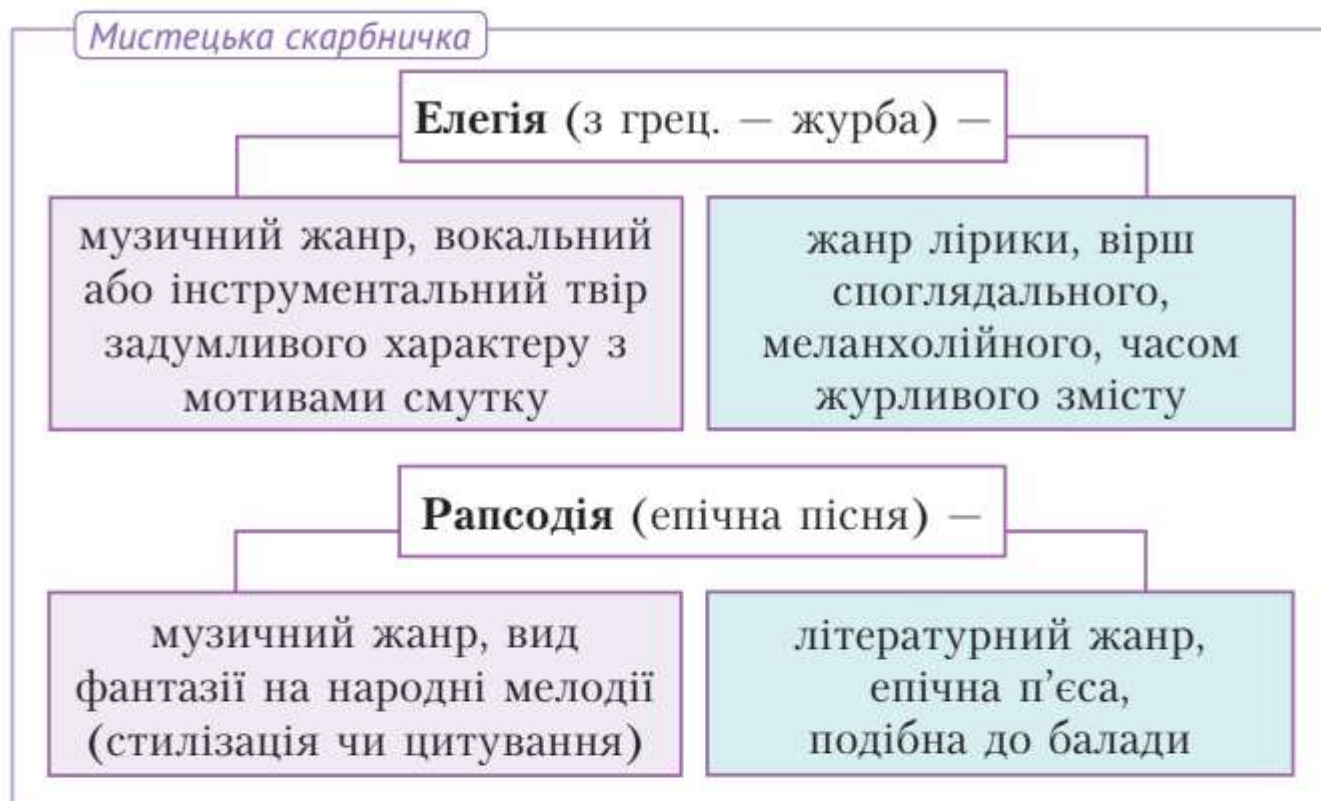 Мистецька скарбничка
Елегія (з грец. — журба) —
музичний жанр, вокальний
або інструментальний твір
задумливого характеру з
мотивами смутку
жанр лірики, вірш
споглядального,
меланхолійного, часом
журливого змісту
Рапсодія (епічна пісня) —
музичний жанр, вид
фантазії на народні мелодії
(стилізація чи цитування)
літературний жанр,
епічна п’єса,
подібна до балади